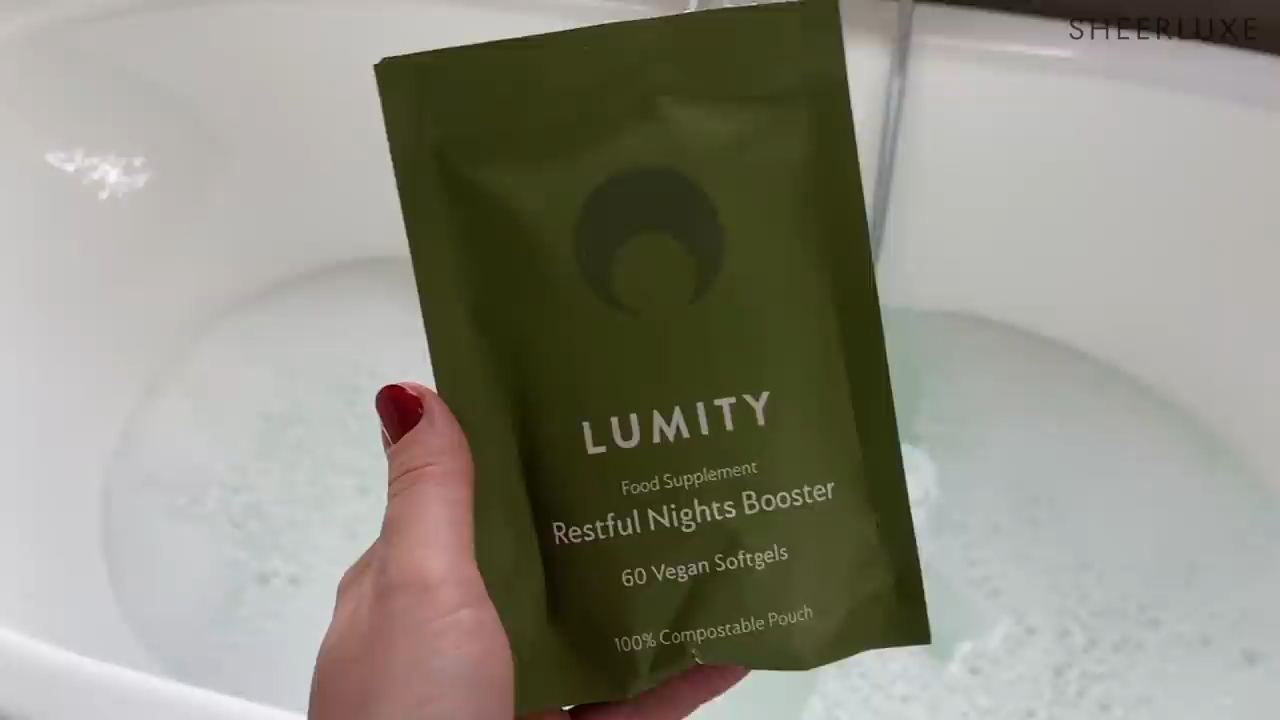 SHEERLUXE
LUMITY
Food Supplement
Restful Nights Booster
60 Vegan Softgels
100% Compostable Pouch